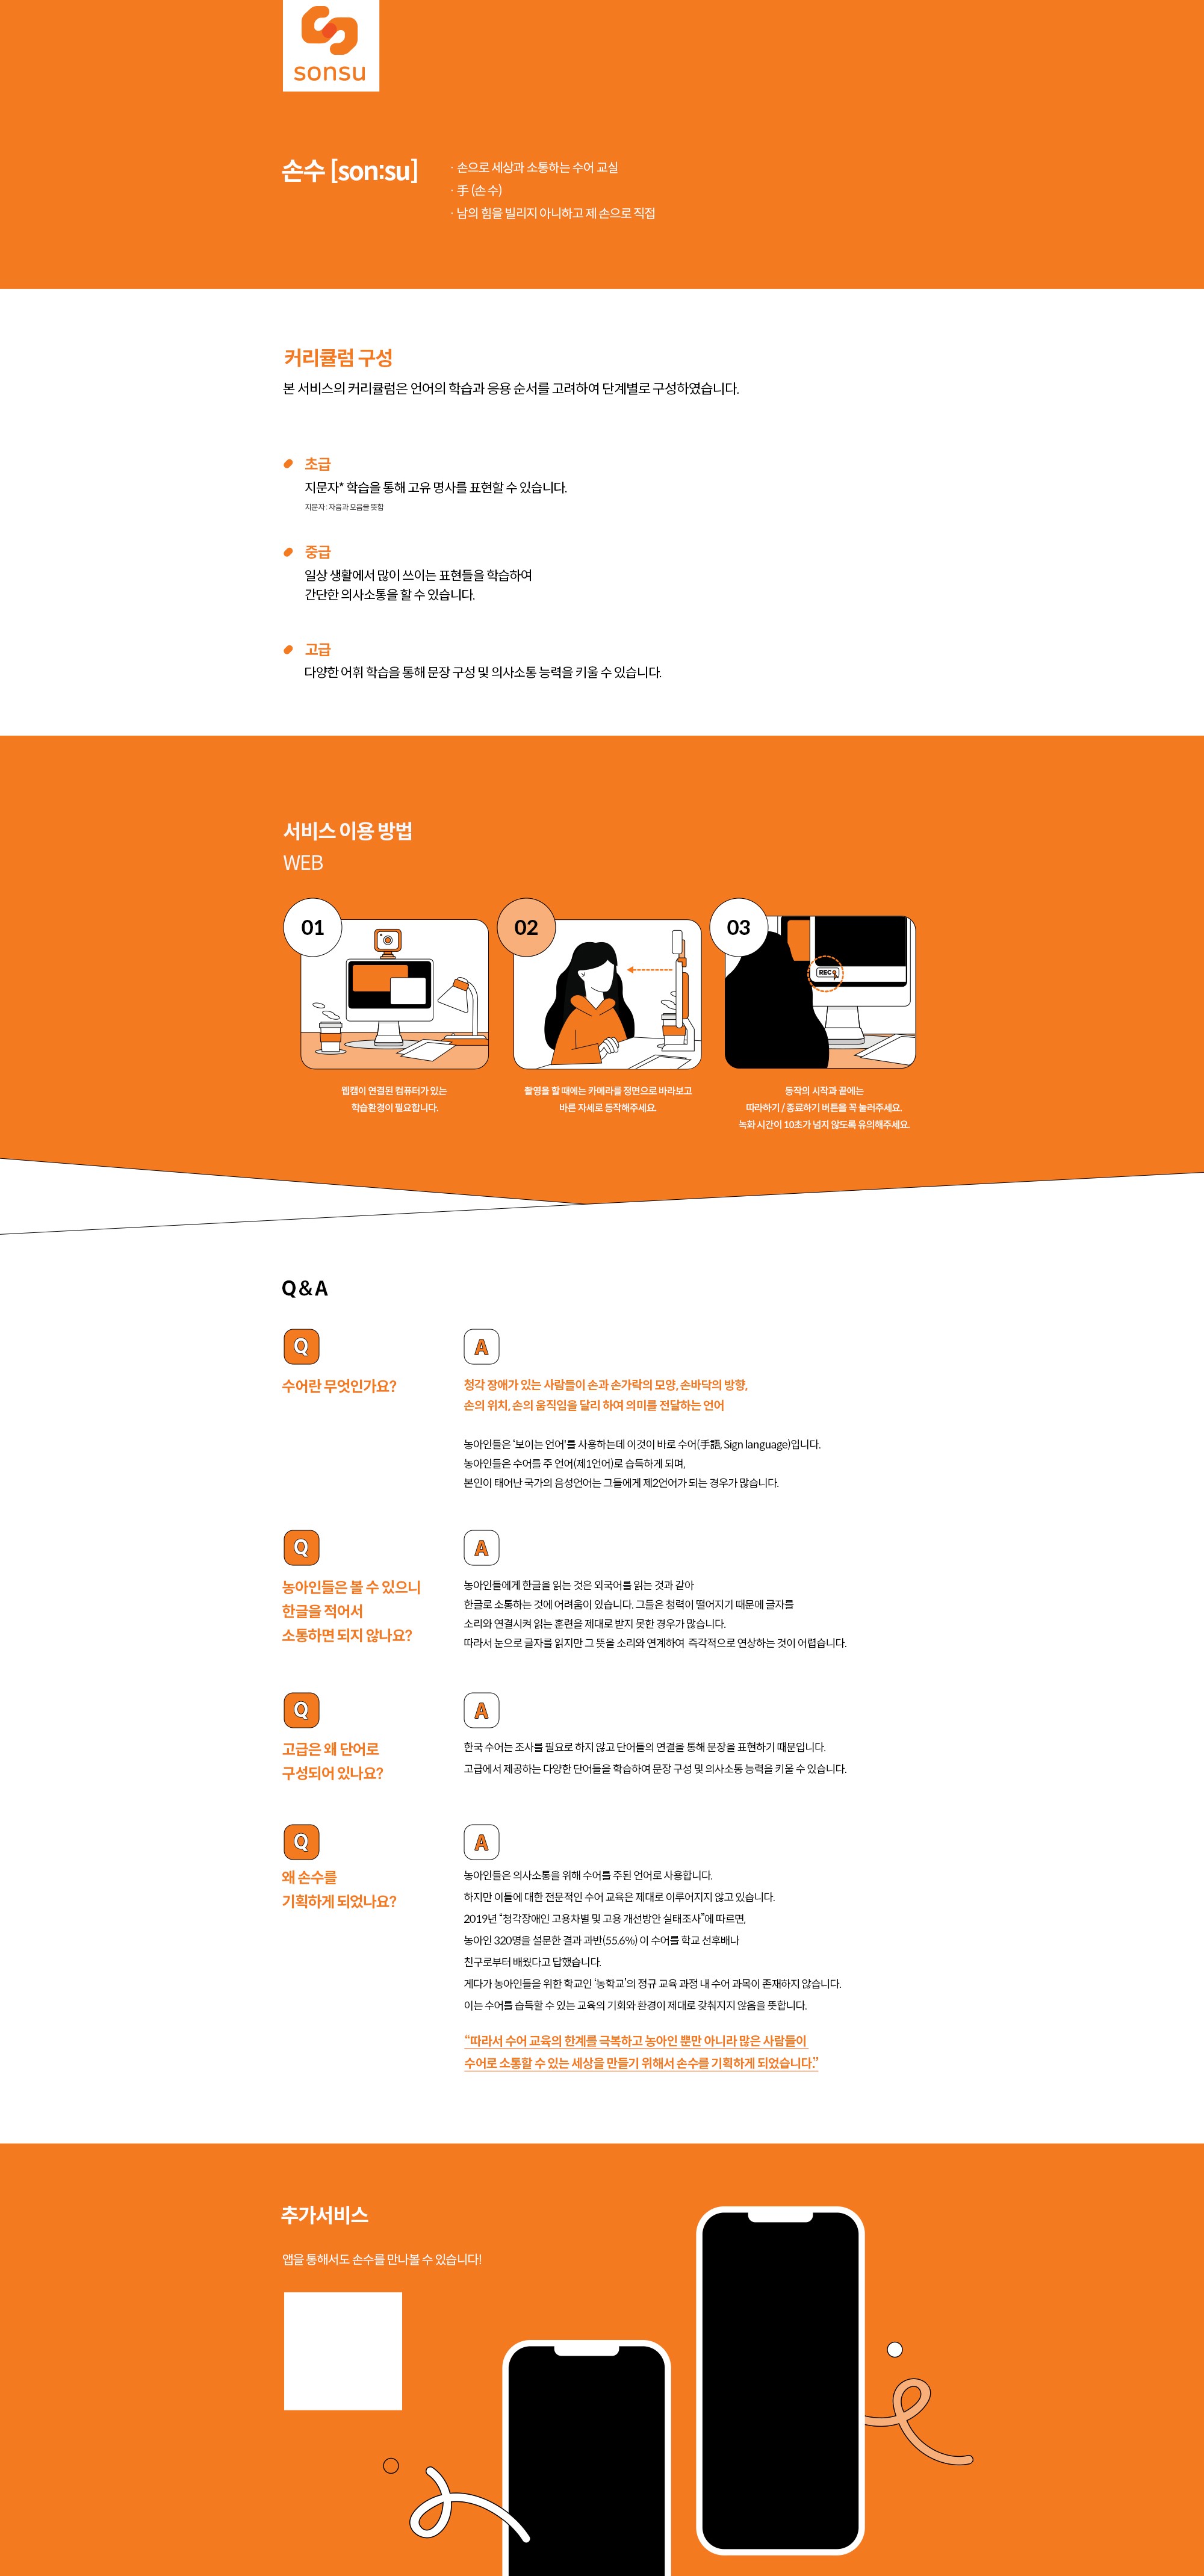 sonsu
손수 [son:su]
· 손으로 세상과 소통하는 수어 교실
· 手 (손 수)
· 남의 힘을 빌리지 아니하고 제 손으로 직접
커리큘럼 구성
본 서비스의 커리큘럼은 언어의 학습과 응용 순서를 고려하여 단계별로 구성하였습니다.
초급
지문자* 학습을 통해 고유 명사를 표현할 수 있습니다.
지문자 : 자음과 모음을 뜻함
중급
일상 생활에서 많이 쓰이는 표현들을 학습하여
간단한 의사소통을 할 수 있습니다.
고급
다양한 어휘 학습을 통해 문장 구성 및 의사소통 능력을 키울 수 있습니다.
서비스 이용 방법
WEB
01
웹캠이 연결된 컴퓨터가 있는
학습환경이 필요합니다.
02
촬영을 할 때에는 카메라를 정면으로 바라보고
바른 자세로 동작해주세요.
03
REC
동작의 시작과 끝에는
따라하기 / 종료하기 버튼을 꼭 눌러주세요.
녹화 시간이 10초가 넘지 않도록 유의해주세요.
Q & A
Q
수어란 무엇인가요?
A
청각 장애가 있는 사람들이 손과 손가락의 모양, 손바닥의 방향,
손의 위치, 손의 움직임을 달리 하여 의미를 전달하는 언어
농아인들은 ‘보이는 언어'를 사용하는데 이것이 바로 수어(手語, Sign language)입니다.
농아인들은 수어를 주 언어(제1언어)로 습득하게 되며,
본인이 태어난 국가의 음성언어는 그들에게 제2언어가 되는 경우가 많습니다.
Q
농아인들은 볼 수 있으니
한글을 적어서
소통하면 되지 않나요?
A
농아인들에게 한글을 읽는 것은 외국어를 읽는 것과 같아
한글로 소통하는 것에 어려움이 있습니다. 그들은 청력이 떨어지기 때문에 글자를
소리와 연결시켜 읽는 훈련을 제대로 받지 못한 경우가 많습니다.
따라서 눈으로 글자를 읽지만 그 뜻을 소리와 연계하여 즉각적으로 연상하는 것이 어렵습니다.
Q
고급은 왜 단어로
구성되어 있나요?
A
한국 수어는 조사를 필요로 하지 않고 단어들의 연결을 통해 문장을 표현하기 때문입니다.
고급에서 제공하는 다양한 단어들을 학습하여 문장 구성 및 의사소통 능력을 키울 수 있습니다.
Q
왜 손수를
기획하게 되었나요?
A
농아인들은 의사소통을 위해 수어를 주된 언어로 사용합니다.
하지만 이들에 대한 전문적인 수어 교육은 제대로 이루어지지 않고 있습니다.
2019년 “청각장애인 고용차별 및 고용 개선방안 실태조사”에 따르면,
농아인 320명을 설문한 결과 과반(55.6%) 이 수어를 학교 선후배나
친구로부터 배웠다고 답했습니다.
게다가 농아인들을 위한 학교인 ‘농학교’의 정규 교육 과정 내 수어 과목이 존재하지 않습니다.
이는 수어를 습득할 수 있는 교육의 기회와 환경이 제대로 갖춰지지 않음을 뜻합니다.
“따라서 수어 교육의 한계를 극복하고 농아인 뿐만 아니라 많은 사람들이
수어로 소통할 수 있는 세상을 만들기 위해서 손수를 기획하게 되었습니다.”
추가서비스
앱을 통해서도 손수를 만나볼 수 있습니다!